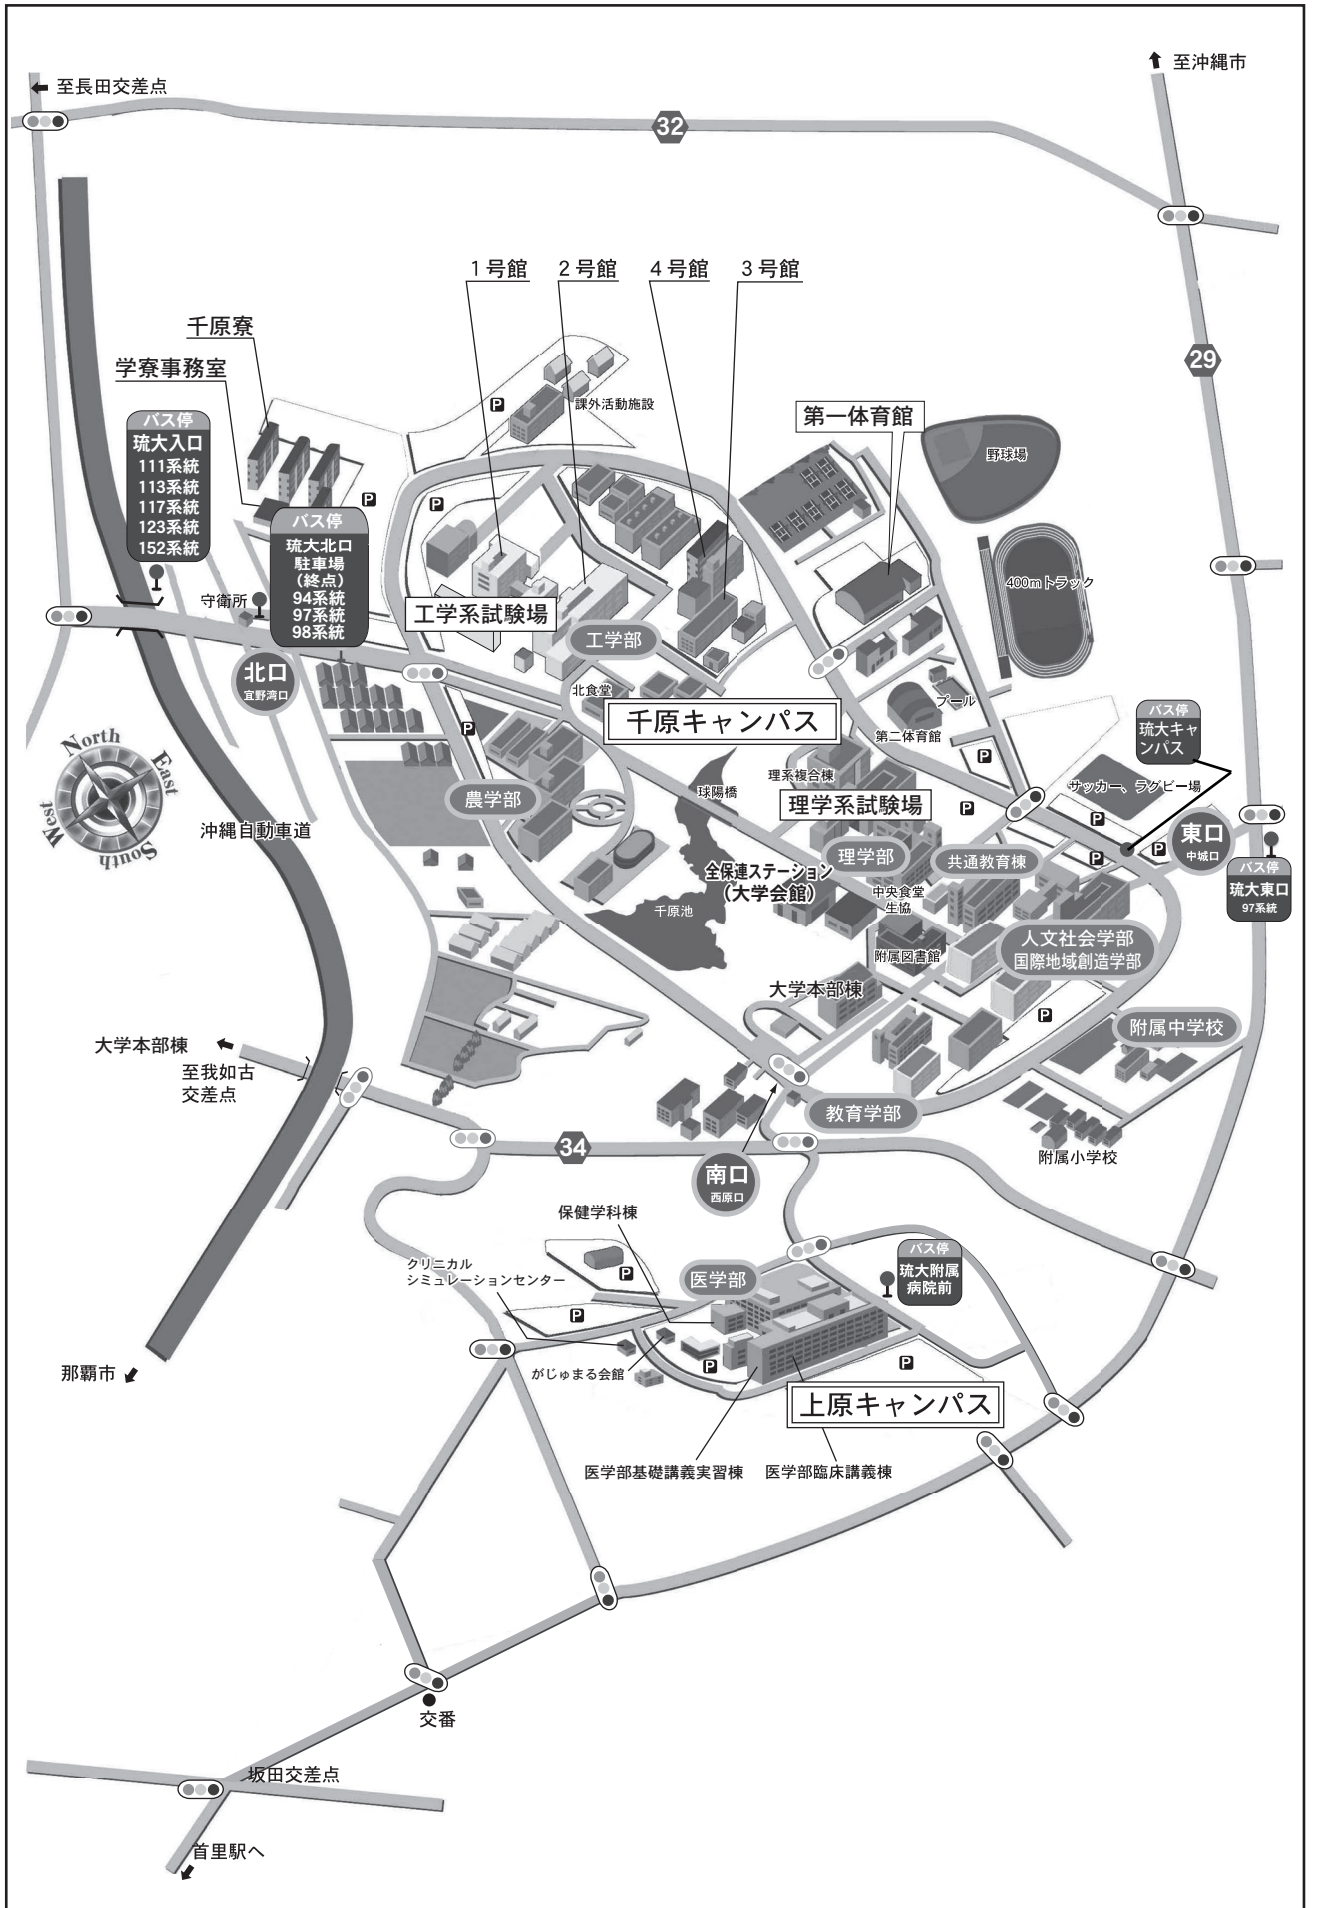 至沖縄市
至長田交差点
32
29
1号館
2号館
4号館
3号館
千原寮
学寮事務室
バス停
琉大入口
111系統
113系統
117系統
123系統
152系統
バス停
琉大北口
駐車場
(終点)
94系統
97系統
98系統
守衛所
北口
宜野湾口
P
課外活動施設
P
P
第一体育館
野球場
400mトラック
工学系試験場
工学部
北食堂
千原キャンパス
プール
第二体育館
P
P
バス停
琉大キャ
ンパス
サッカー、ラグビー場
North
East
West
South
農学部
球陽橋
理系複合棟
理学系試験場
P
P
P
P
東口
中城口
沖縄自動車道
理学部
共通教育棟
バス停
琉大東口
97系統
全保連ステーション
(大学会館)
中央食堂
生協
千原池
附属図書館
人文社会学部
国際地域創造学部
大学本部棟
P
附属中学校
大学本部棟
至我如古
交差点
教育学部
34
附属小学校
南口
西原口
保健学科棟
クリニカル
シミュレーションセンター
P
医学部
バス停
琉大附属
病院前
P
がじゅまる会館
P
P
那覇市
上原キャンパス
医学部基礎講義実習棟
医学部臨床講義棟
交番
坂田交差点
首里駅へ